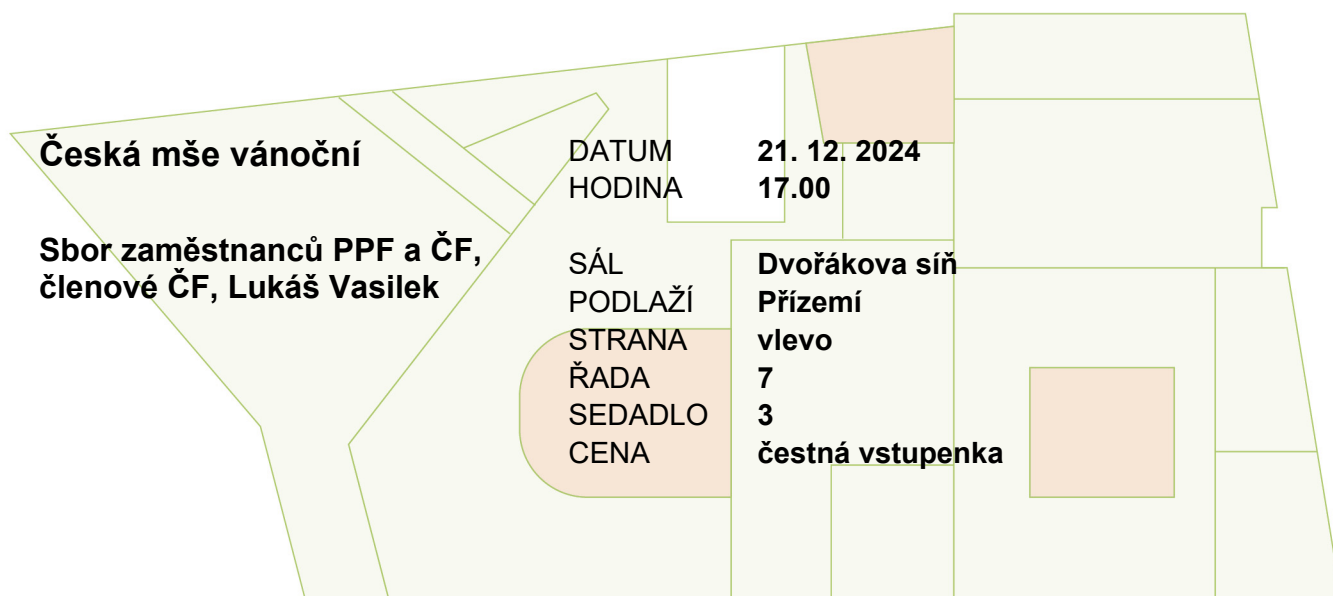 Česká mše vánoční
Sbor zaměstnanců PPF a ČF,
členové ČF, Lukáš Vasilek
DATUM 21. 12. 2024
HODINA 17.00
SÁL Dvořákova síň
PODLAŽÍ Přízemí
STRANA vlevo
ŘADA 7
SEDADLO 3
CENA čestná vstupenka